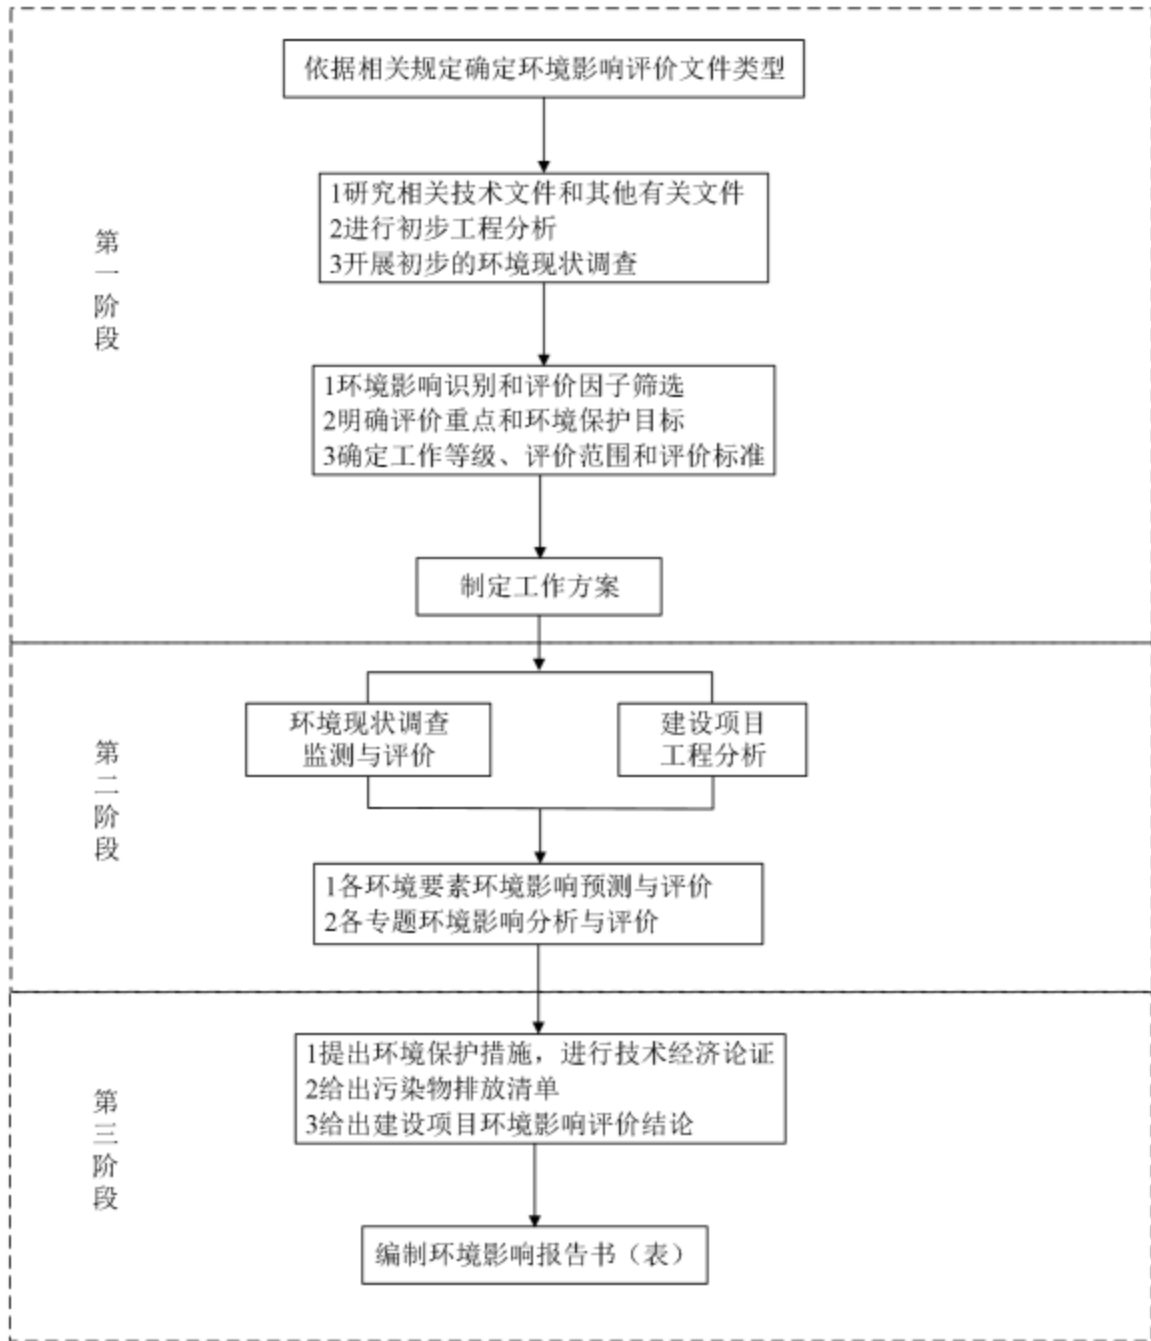 依据相关规定确定环境影响评价文件类型
1研究相关技术文件和其他有关文件
2进行初步工程分析
3开展初步的环境现状调查
第一阶段
1环境影响识别和评价因子筛选
2明确评价重点和环境保护目标
3确定工作等级、评价范围和评价标准
制定工作方案
环境现状调查
监测与评价
建设项目
工程分析
第二阶段
1各环境要素环境影响预测与评价
2各专题环境影响分析与评价
1提出环境保护措施，进行技术经济论证
2给出污染物排放清单
3给出建设项目环境影响评价结论
第三阶段
编制环境影响报告书（表）